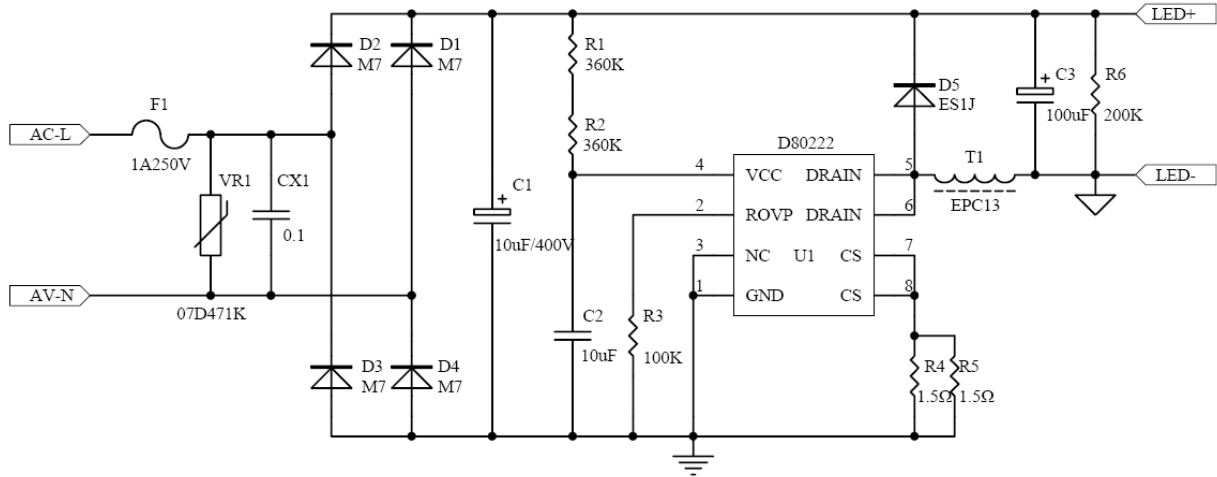 LED+
D2
M7
D1
M7
R1
360K
F1
D5
ES1J
C3
100uF
R6
200K
AC-L
1A250V
R2
360K
D80222
VR1
CX1
0.1
C1
10uF/400V
4
VCC
DRAIN
5
T1
LED-
EPC13
2
ROVP
DRAIN
6
3
NC
U1
CS
7
AV-N
1
GND
CS
8
07D471K
C2
10uF
R3
100K
D3
M7
D4
M7
R4
1.5Ω
R5
1.5Ω